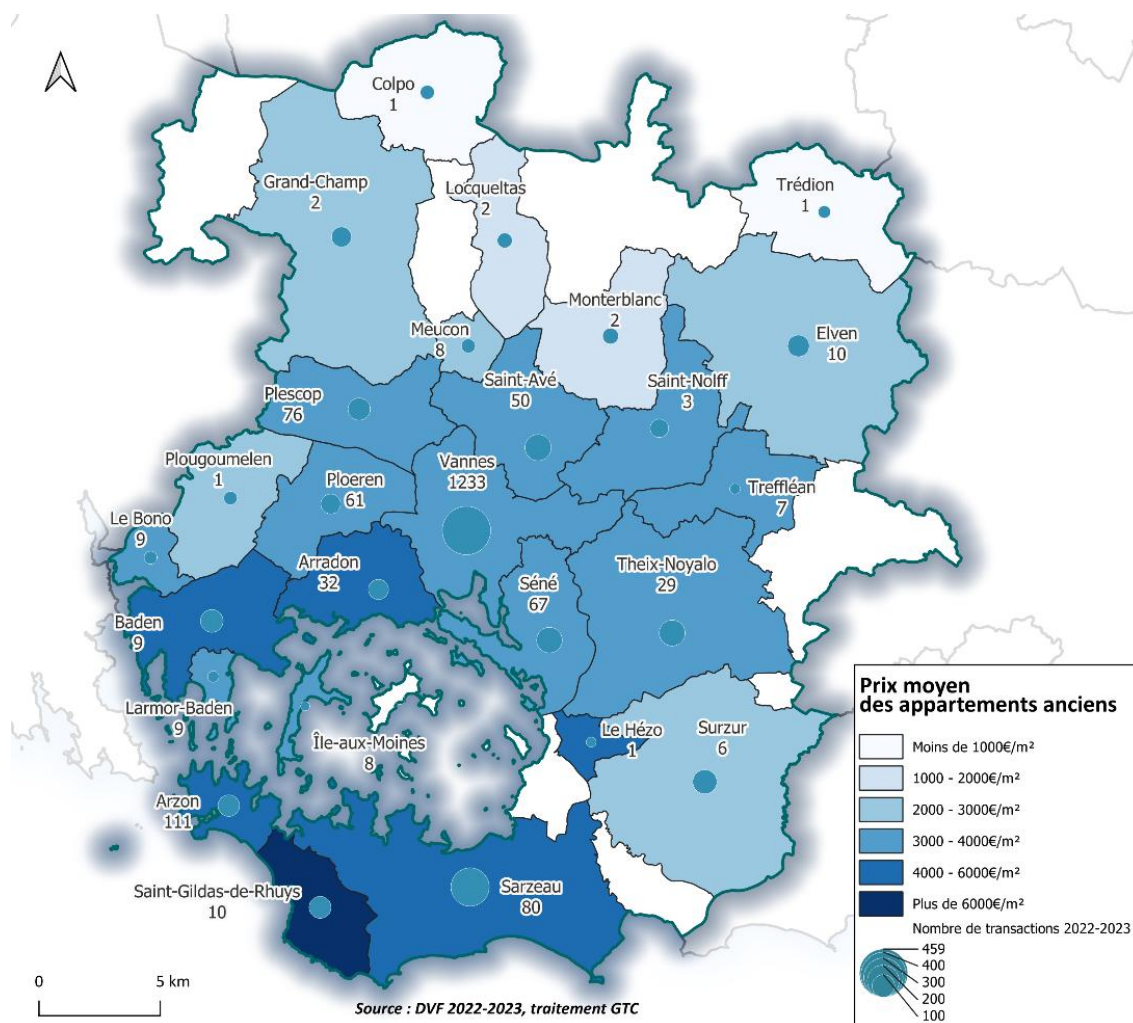 Colpo
1
Grand-Champ
2
Locqueltas
2
Trédion
1
Monterblanc
2
Meucon
8
Elven
10
Saint-Avé
50
Saint-Nolff
3
Plescop
76
Plougoumelen
1
Ploeren
61
Vannes
1233
Treffléan
7
Le Bono
9
Arradon
32
Séné
67
Theix-Noyalo
29
Baden
9
Larmor-Baden
9
Île-aux-Moines
8
Le Hézo
1
Surzur
6
Arzon
111
Saint-Gildas-de-Rhuys
10
Sarzeau
80
Prix moyen
des appartements anciens
Moins de 1000€/m²
1000 - 2000€/m²
2000 - 3000€/m²
3000 - 4000€/m²
4000 - 6000€/m²
Plus de 6000€/m²
Nombre de transactions 2022-2023
459
400
300
200
100
0 5 km
Source : DVF 2022-2023, traitement GTC